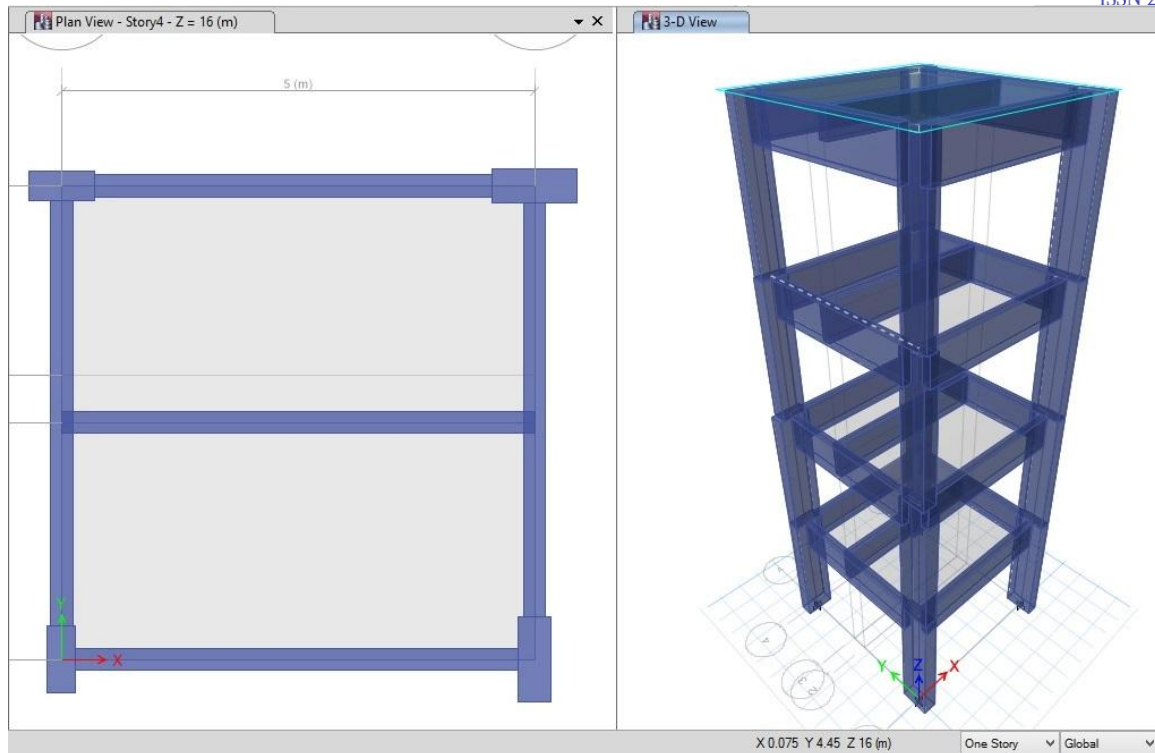 Plan View - Story4 - Z = 16 (m)
5 (m)
Y
X
3-D View
Y
Z
X
X 0.075 Y 4.45 Z 16 (m)
One Story
Global